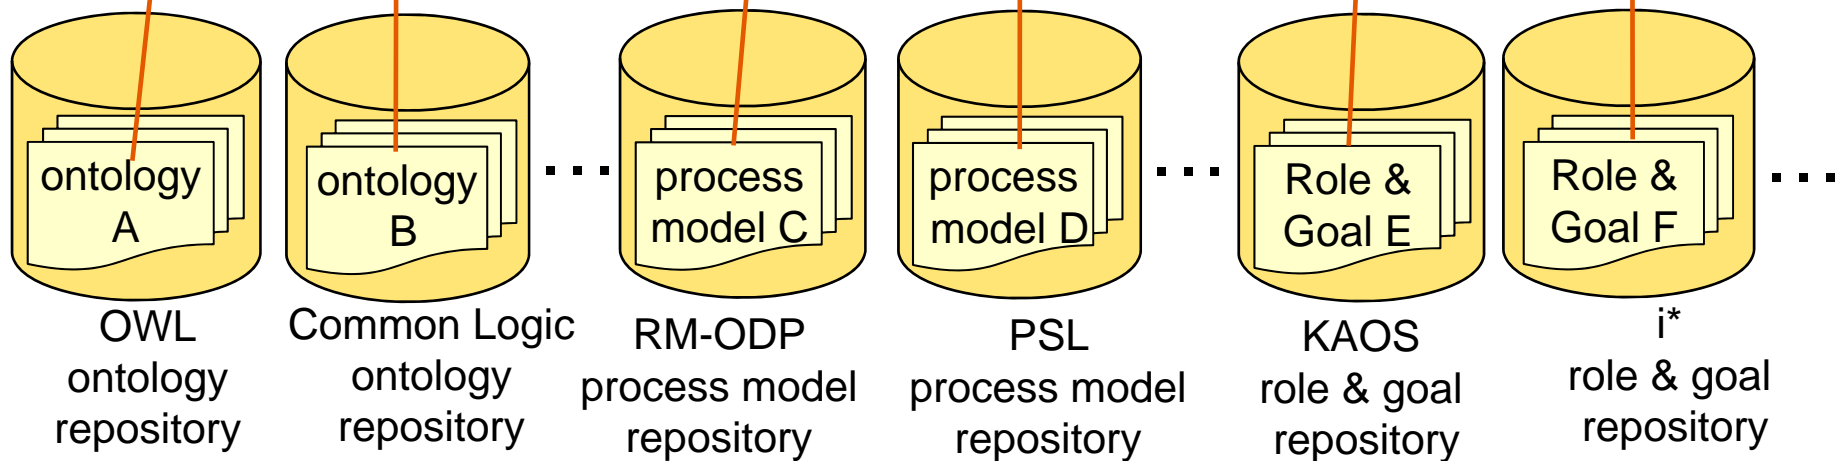 ontology
A
ontology
B
process
model C
process
model D
Role &
Goal E
Role &
Goal F
OWL
ontology
repository
Common Logic
ontology
repository
RM-ODP
process model
repository
PSL
process model
repository
KAOS
role & goal
repository
i*
role & goal
repository